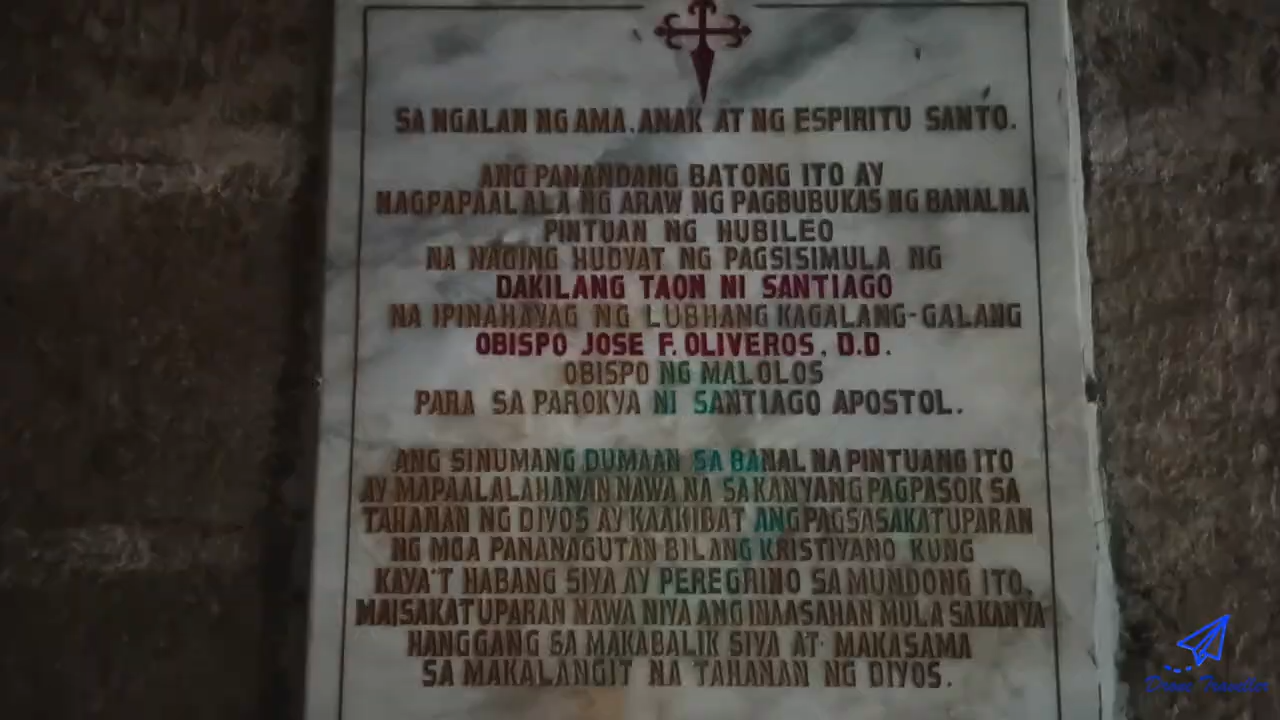 SA NGALAN NG AMA, ANAK AT NG ESPIRITU SANTO.
ANG PANANDANG BATONG ITO AY
NAGPAPAALALA NG ARAW NG PAGBUBUKAS NG BANAL NA
PINTUAN NG HUBILEO
NA NAGING HUDYAT NG PAGSISIMULA NG
DAKILANG TAON NI SANTIAGO
NA IPINAHAYAG NG LUBHANG KAGALANG-GALANG
OBISPO JOSE F. OLIVEROS, D.D.
OBISPO NG MALOLOS
PARA SA PAROKYA NI SANTIAGO APOSTOL.
ANG SINUMANG DUMAAN SA BANAL NA PINTUANG ITO
AY MAPAALALAHANAN NAWA NA SA KANYANG PAGPASOK SA
TAHANAN NG DIYOS AY KAAKIBAT ANG PAGSASAKATUPARAN
NG MGA PANANAGUTAN BILANG KRISTIYANO KUNG
KAYA'T HABANG SIYA AY PEREGRINO SA MUNDONG ITO,
MAISAKATUPARAN NAWA NIYA ANG INAASAHAN MULA SA KANYA
HANGGANG SA MAKABALIK SIYA AT MAKASAMA
SA MAKALANGIT NA TAHANAN NG DIYOS.
Drone Traveller